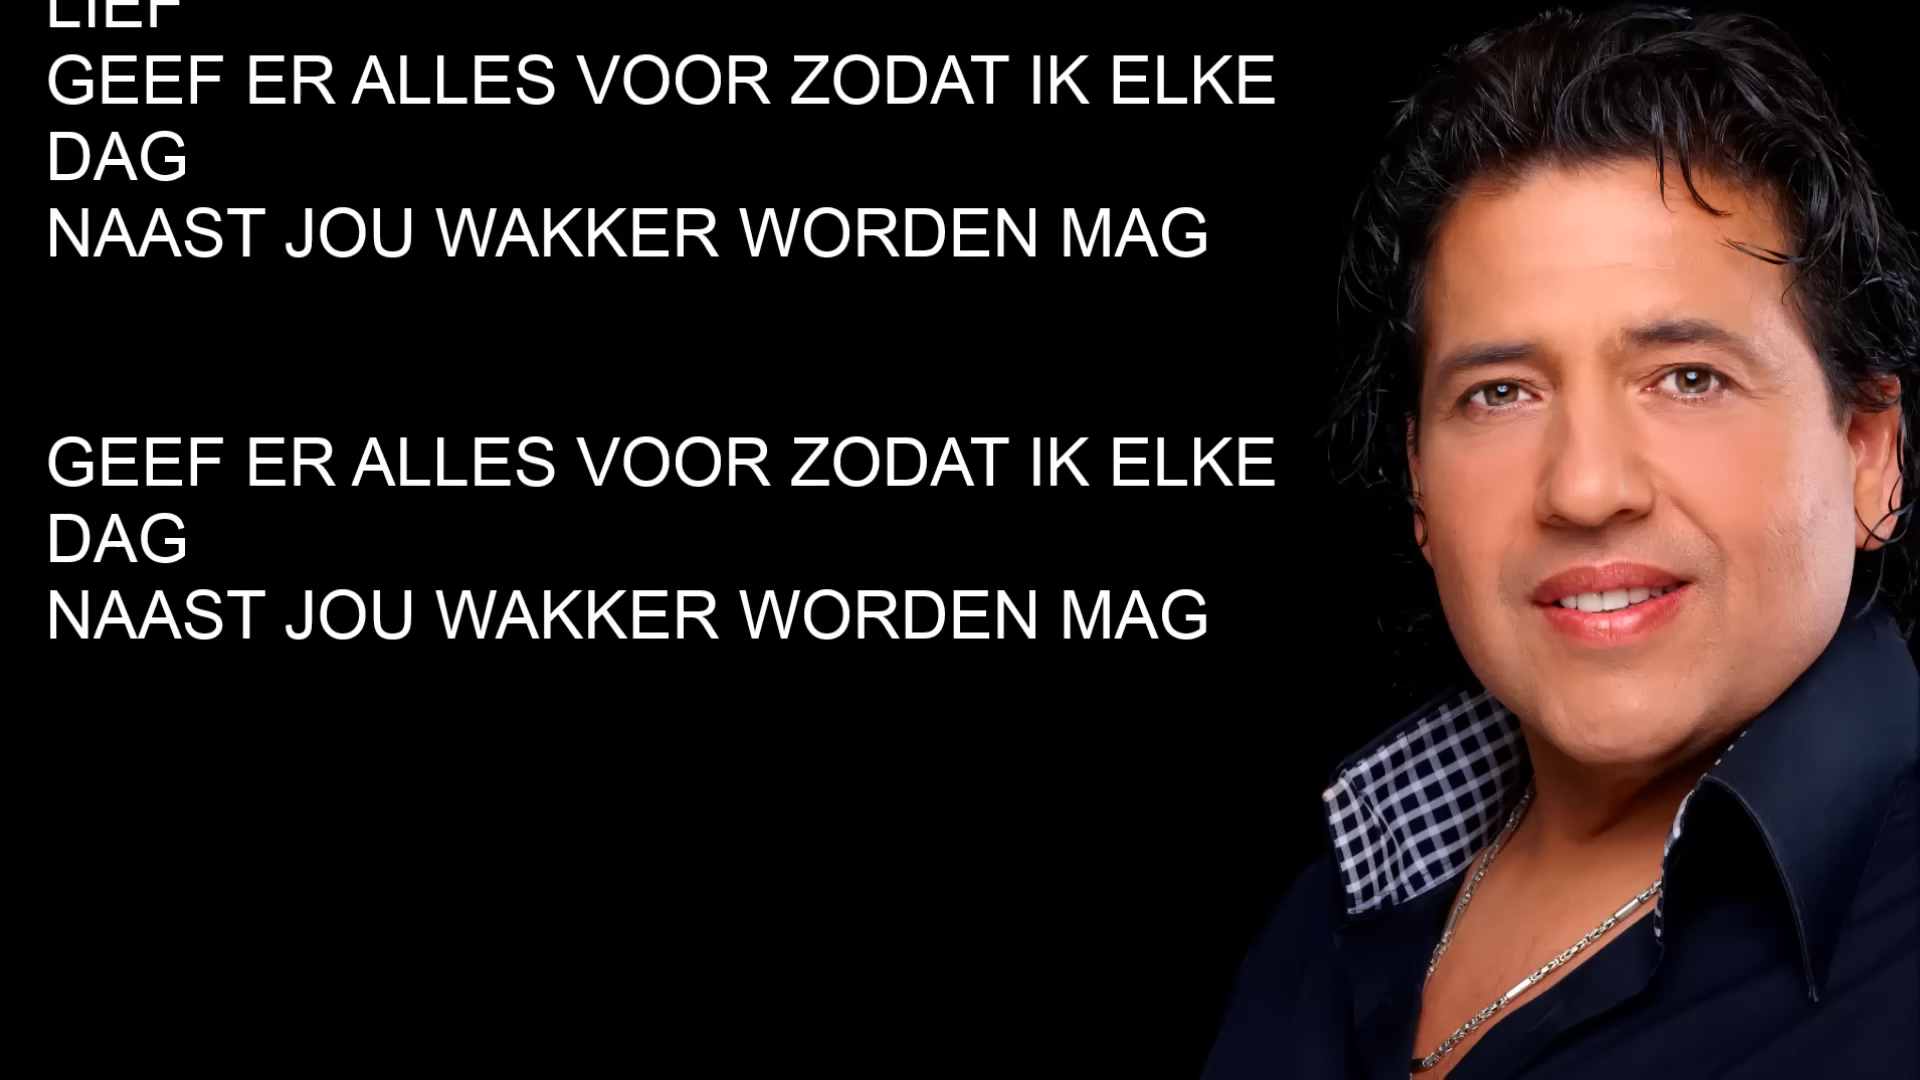 LIEF
GEEF ER ALLES VOOR ZODAT IK ELKE
DAG
NAAST JOU WAKKER WORDEN MAG
GEEF ER ALLES VOOR ZODAT IK ELKE
DAG
NAAST JOU WAKKER WORDEN MAG